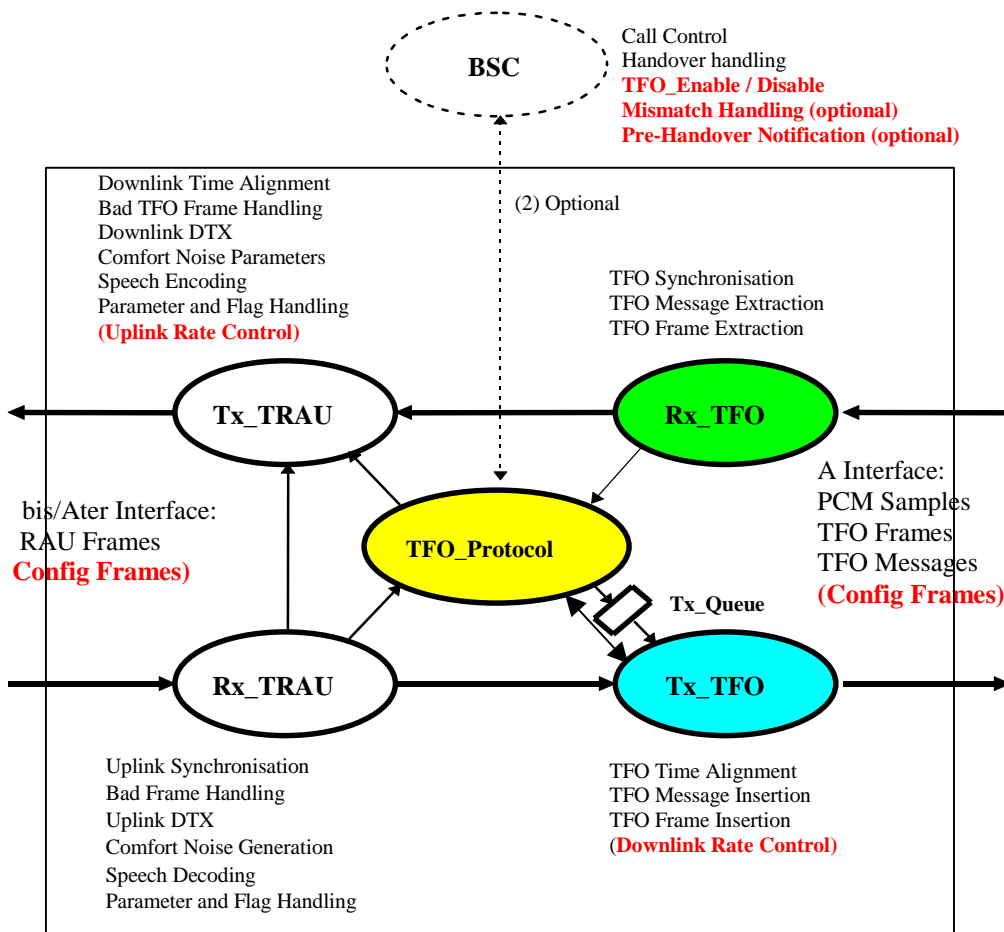 BSC
Call Control
Handover handling
TFO_Enable / Disable
Mismatch Handling (optional)
Pre-Handover Notification (optional)
Downlink Time Alignment
Bad TFO Frame Handling
Downlink DTX
Comfort Noise Parameters
Speech Encoding
Parameter and Flag Handling
(Uplink Rate Control)
(2) Optional
TFO Synchronisation
TFO Message Extraction
TFO Frame Extraction
Tx_TRAU
Rx_TFO
bis/Ater Interface:
RAU Frames
Config Frames)
TFO_Protocol
A Interface:
PCM Samples
TFO Frames
TFO Messages
(Config Frames)
Tx_Queue
Rx_TRAU
Tx_TFO
Uplink Synchronisation
Bad Frame Handling
Uplink DTX
Comfort Noise Generation
Speech Decoding
Parameter and Flag Handling
TFO Time Alignment
TFO Message Insertion
TFO Frame Insertion
(Downlink Rate Control)